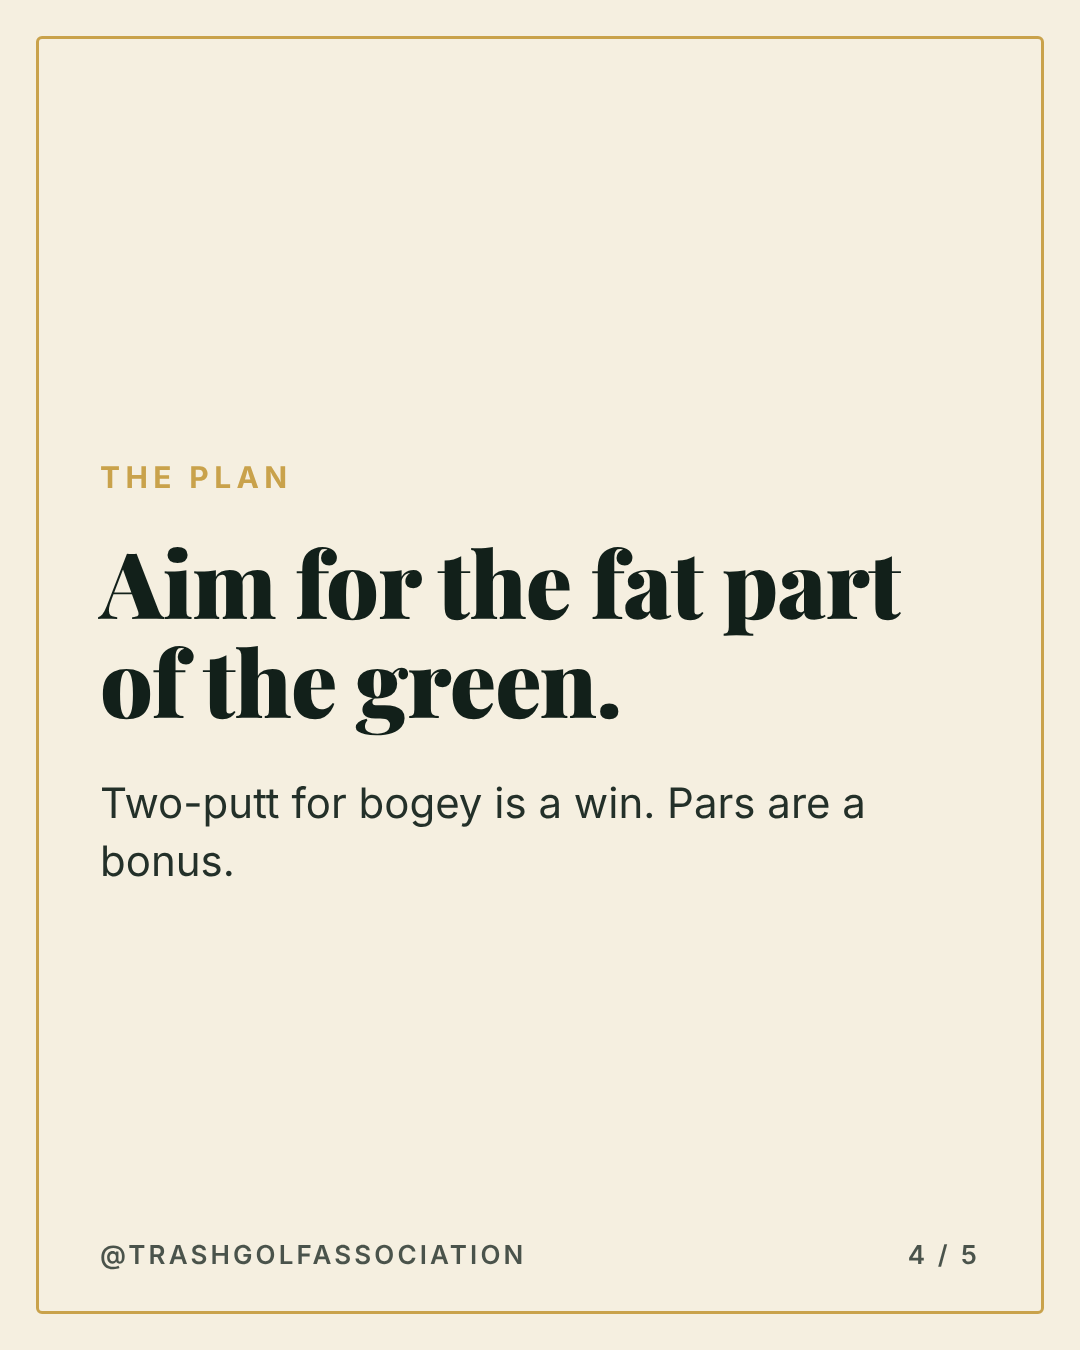 THE PLAN
Aim for the fat part
of the green.
Two-putt for bogey is a win. Pars are a
bonus.
@TRASHGOLFASSOCIATION
4 / 5